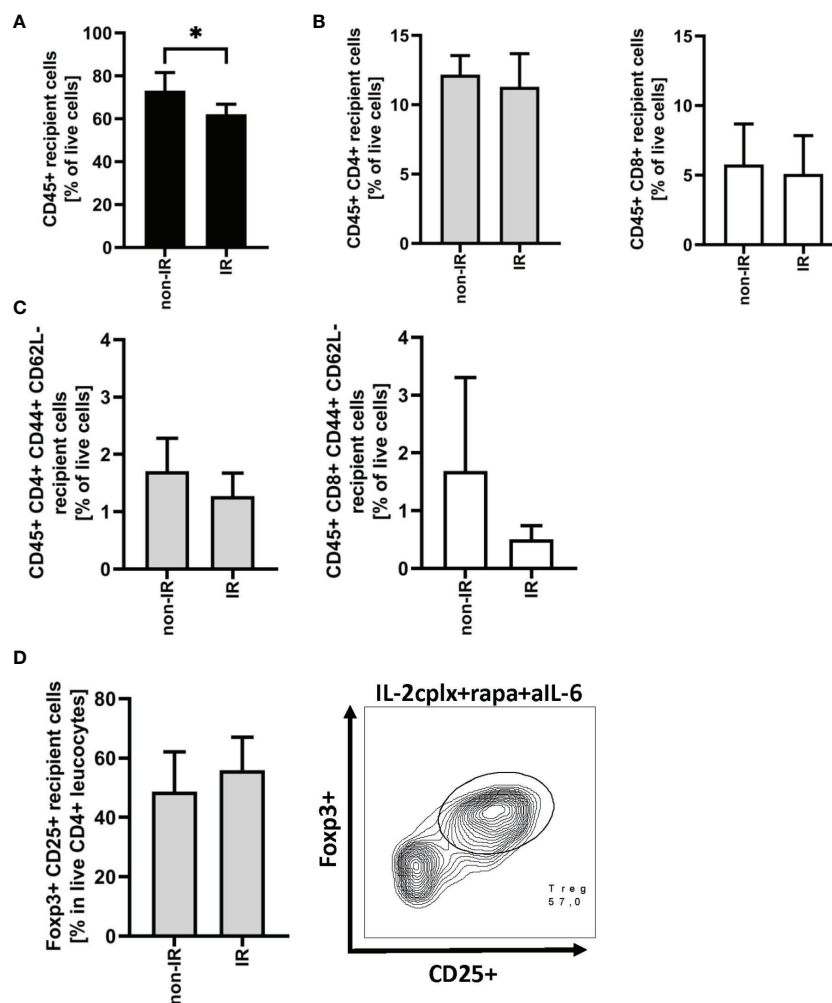 A
CD45+ recipient cells
[% of live cells]
100
80
60
40
20
0
*
non-IR
IR
B
CD45+ CD4+ recipient cells
[% of live cells]
15
10
5
0
non-IR
IR
CD45+ CD8+ recipient cells
[% of live cells]
15
10
5
0
non-IR
IR
C
CD45+ CD4+ CD44+ CD62L-
recipient cells
[% of live cells]
4
3
2
1
0
non-IR
IR
CD45+ CD8+ CD44+ CD62L-
recipient cells
[% of live cells]
4
3
2
1
0
non-IR
IR
D
Foxp3+ CD25+ recipient cells
[% in live CD4+ leucocytes]
80
60
40
20
0
non-IR
IR
IL-2cplx+rapa+aIL-6
Foxp3+
Treg
57,0
CD25+